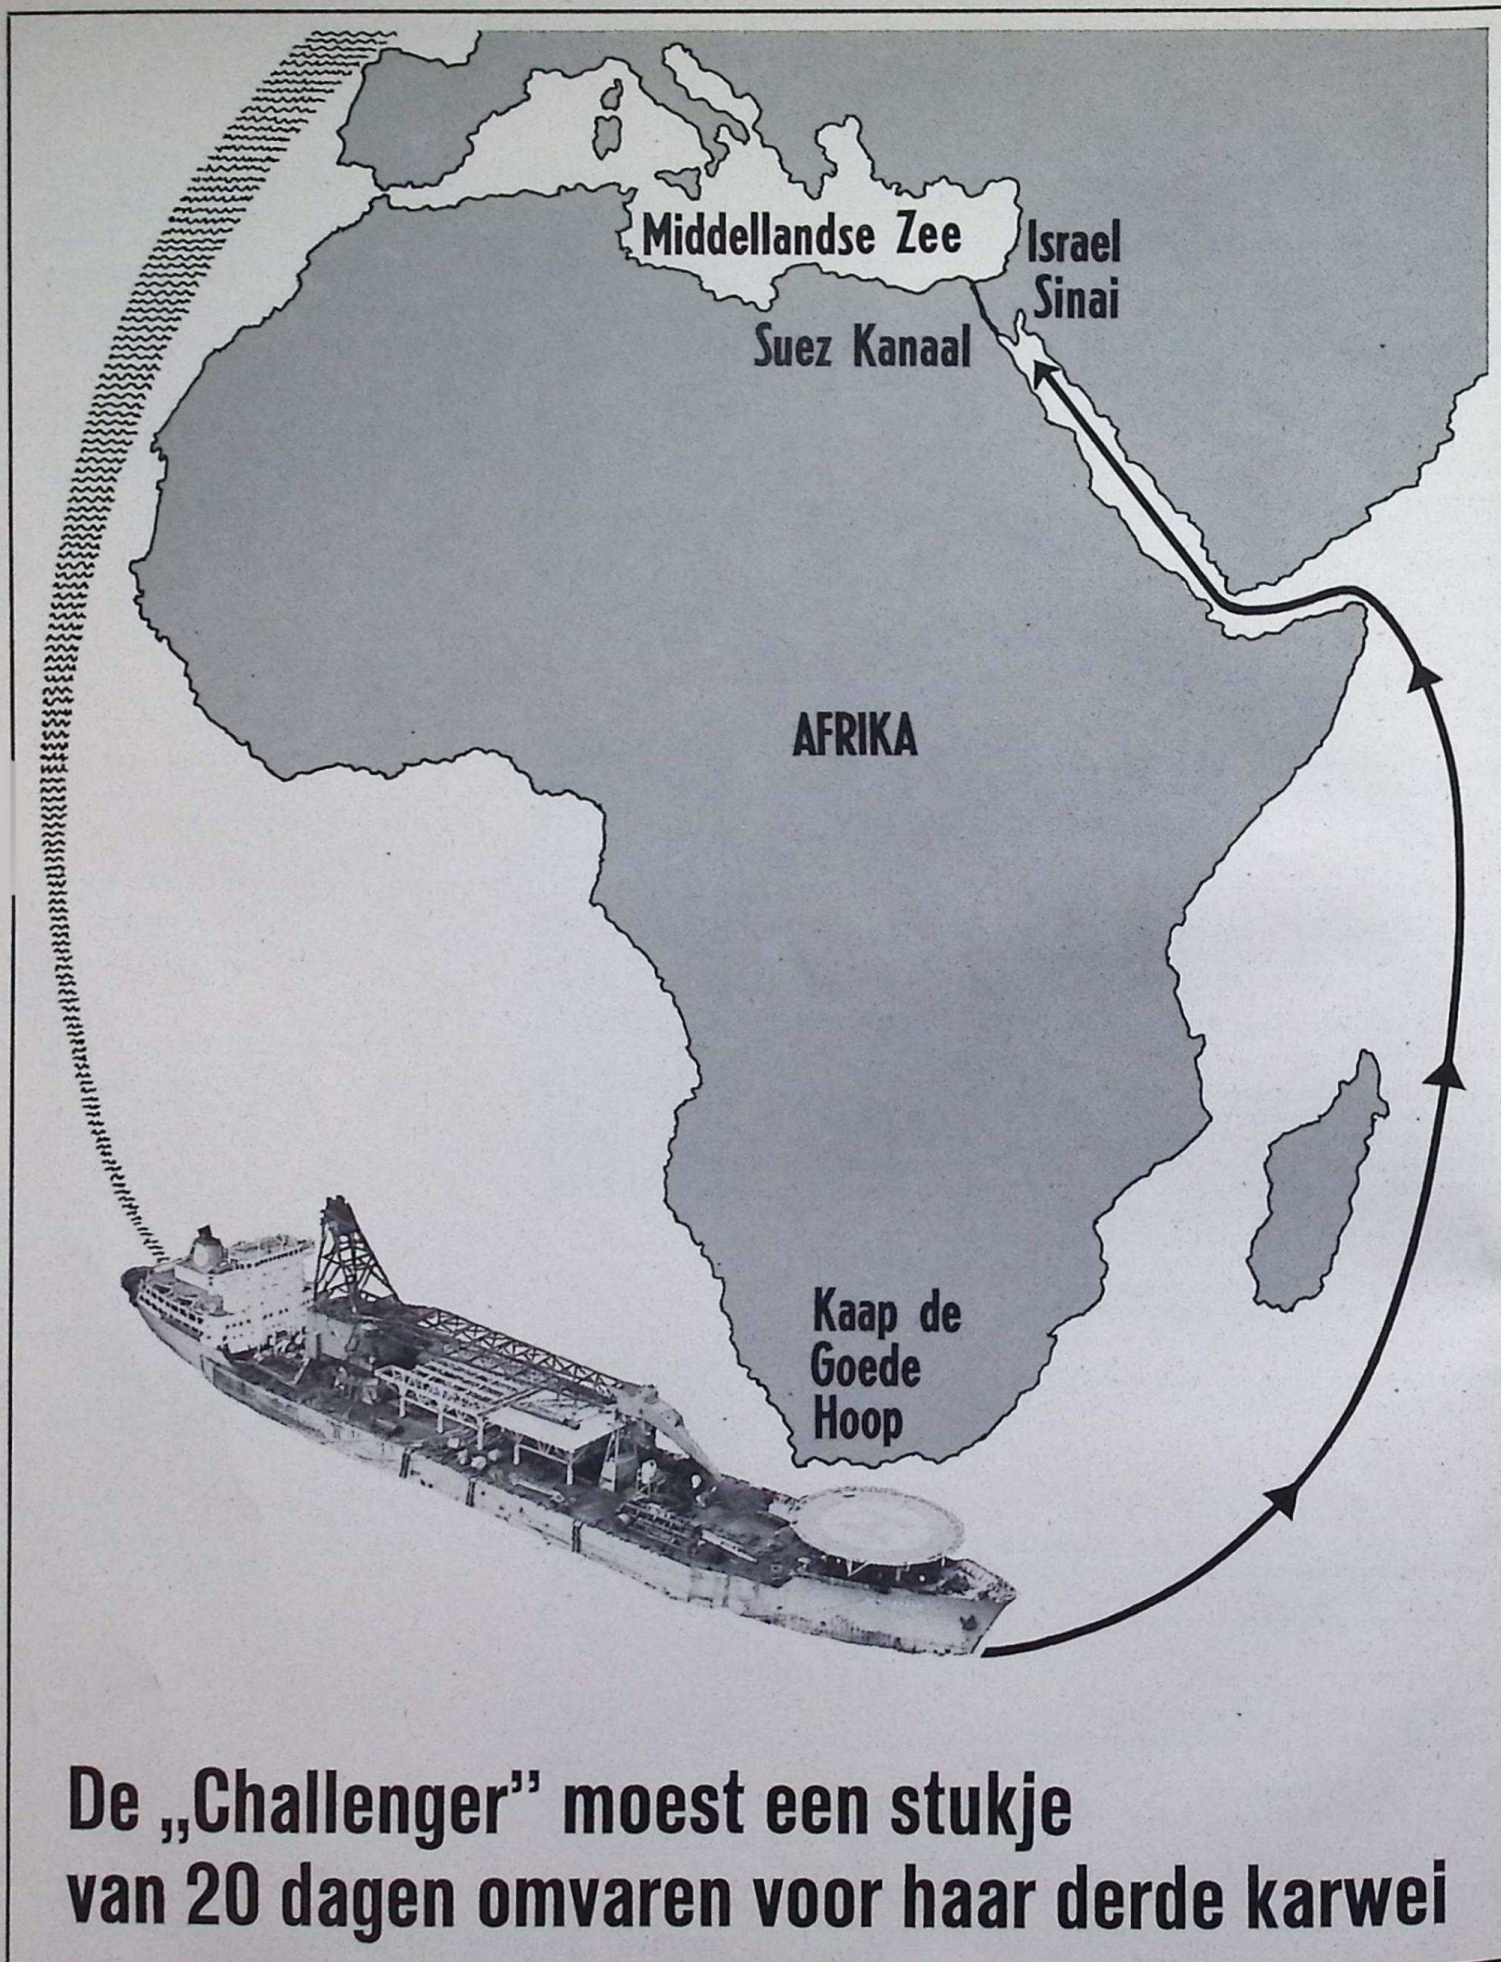 Middellandse Zee
Israel
Sinai
Suez Kanaal
AFRIKA
Kaap de
Goede
Hoop
De „Challenger” moest een stukje
van 20 dagen omvaren voor haar derde karwei